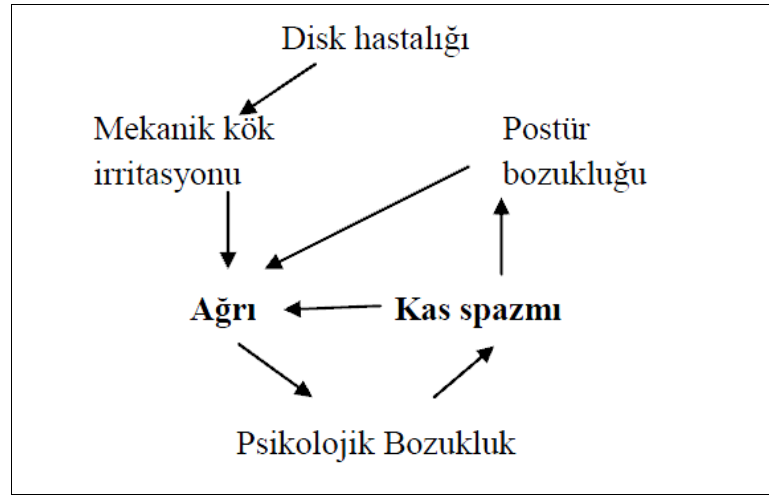 Disk hastalığı
Mekanik kök
irritasyonu
Postür
bozukluğu
Ağrı
Kas spazmı
Psikolojik Bozukluk